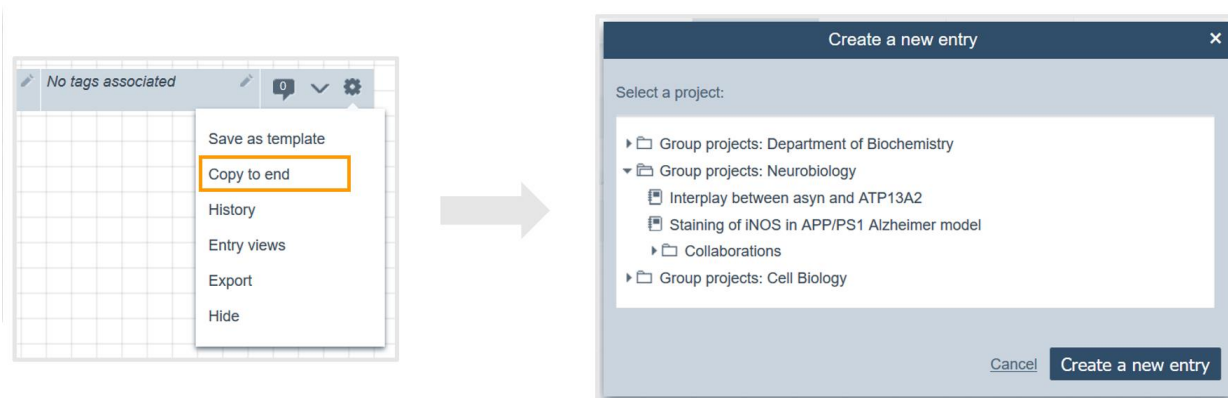 No tags associated
0
Save as template
Copy to end
History
Entry views
Export
Hide
Create a new entry
Select a project:
Group projects: Department of Biochemistry
Group projects: Neurobiology
Interplay between asyn and ATP13A2
Staining of iNOS in APP/PS1 Alzheimer model
Collaborations
Group projects: Cell Biology
Cancel Create a new entry